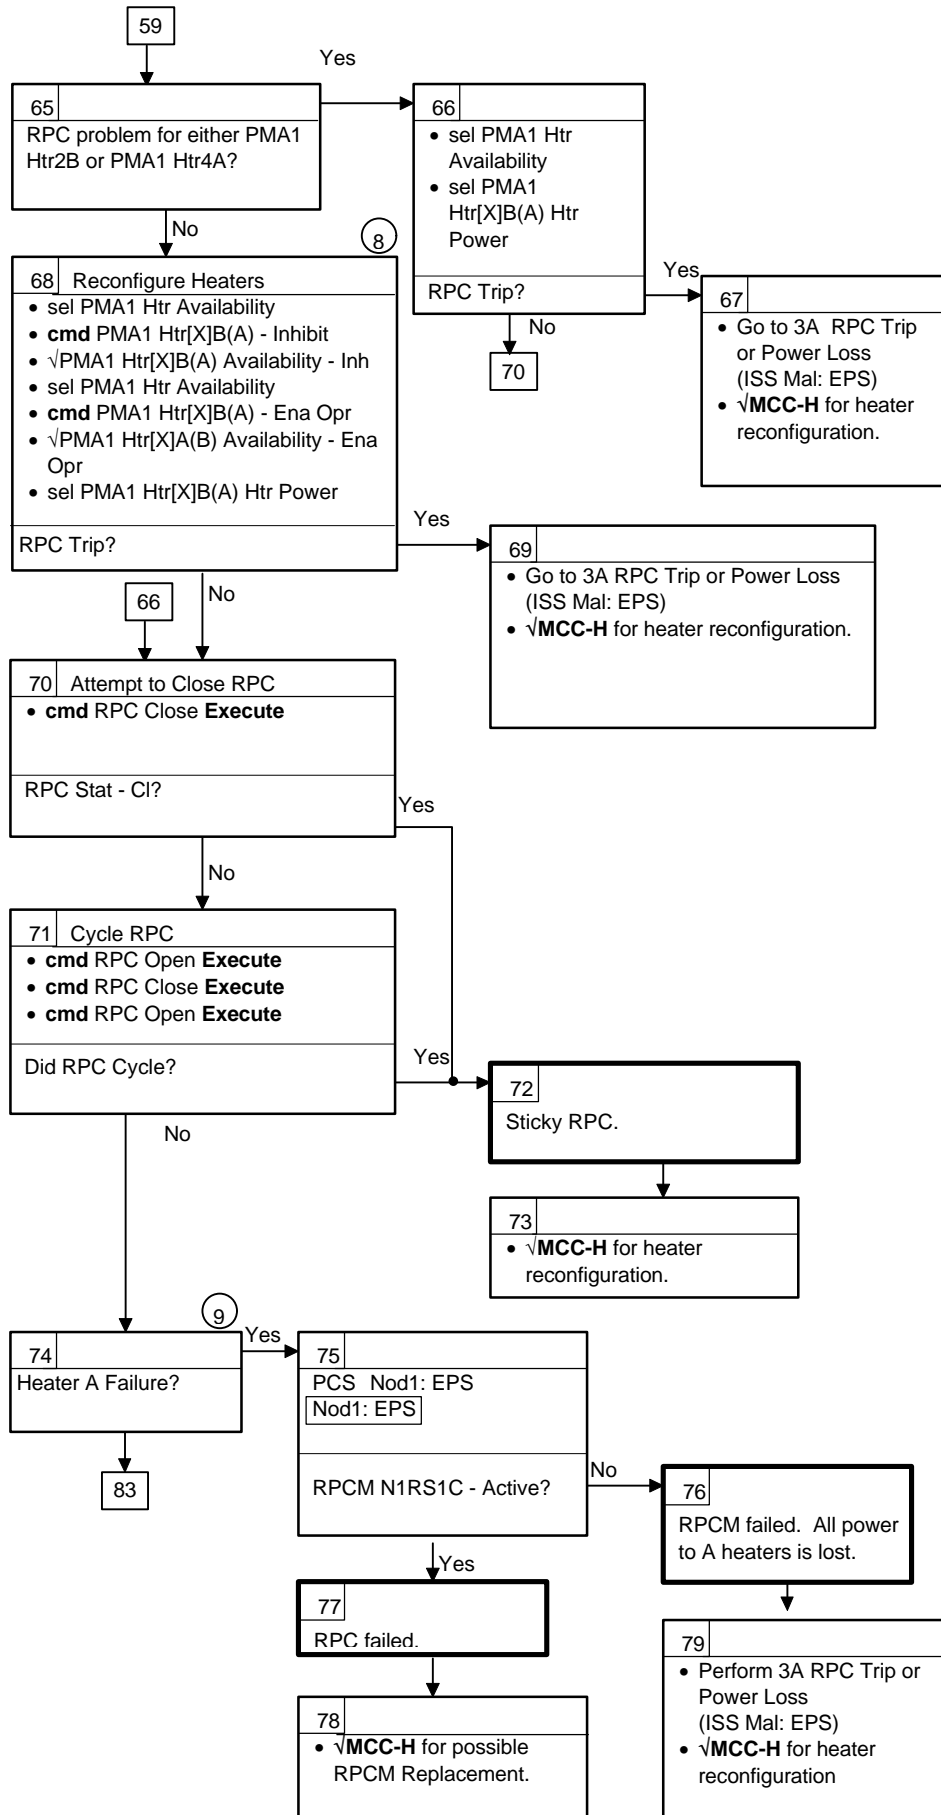 59
Yes
65
RPC problem for either PMA1
Htr2B or PMA1 Htr4A?
No
66
• sel PMA1 Htr
Availability
• sel PMA1
Htr[X]B(A) Htr
Power
RPC Trip?
Yes
No
70
67
• Go to 3A RPC Trip
or Power Loss
(ISS Mal: EPS)
• √MCC-H for heater
reconfiguration.
8
68 Reconfigure Heaters
• sel PMA1 Htr Availability
• cmd PMA1 Htr[X]B(A) - Inhibit
• √PMA1 Htr[X]B(A) Availability - Inh
• sel PMA1 Htr Availability
• cmd PMA1 Htr[X]B(A) - Ena Opr
• √PMA1 Htr[X]A(B) Availability - Ena
Opr
• sel PMA1 Htr[X]B(A) Htr Power
RPC Trip?
Yes
No
69
• Go to 3A RPC Trip or Power Loss
(ISS Mal: EPS)
• √MCC-H for heater reconfiguration.
66
70 Attempt to Close RPC
• cmd RPC Close Execute
RPC Stat - Cl?
Yes
No
71 Cycle RPC
• cmd RPC Open Execute
• cmd RPC Close Execute
• cmd RPC Open Execute
Did RPC Cycle?
Yes
No
72
Sticky RPC.
73
• √MCC-H for heater
reconfiguration.
9
74
Heater A Failure?
Yes
83
75
PCS Nod1: EPS
Nod1: EPS
RPCM N1RS1C - Active?
No
Yes
76
RPCM failed. All power
to A heaters is lost.
77
RPC failed.
78
• √MCC-H for possible
RPCM Replacement.
79
• Perform 3A RPC Trip or
Power Loss
(ISS Mal: EPS)
• √MCC-H for heater
reconfiguration